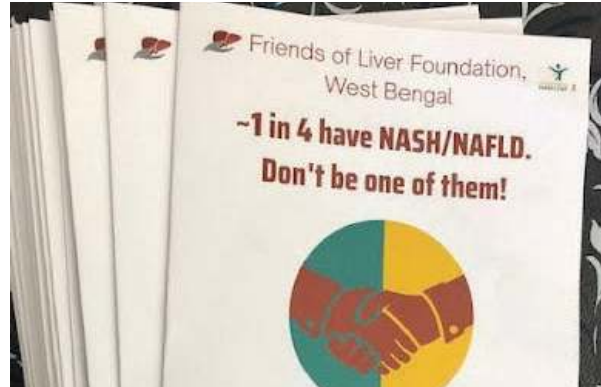 Friends of Liver Foundation,
West Bengal
~1 in 4 have NASH/NAFLD.
Don't be one of them!